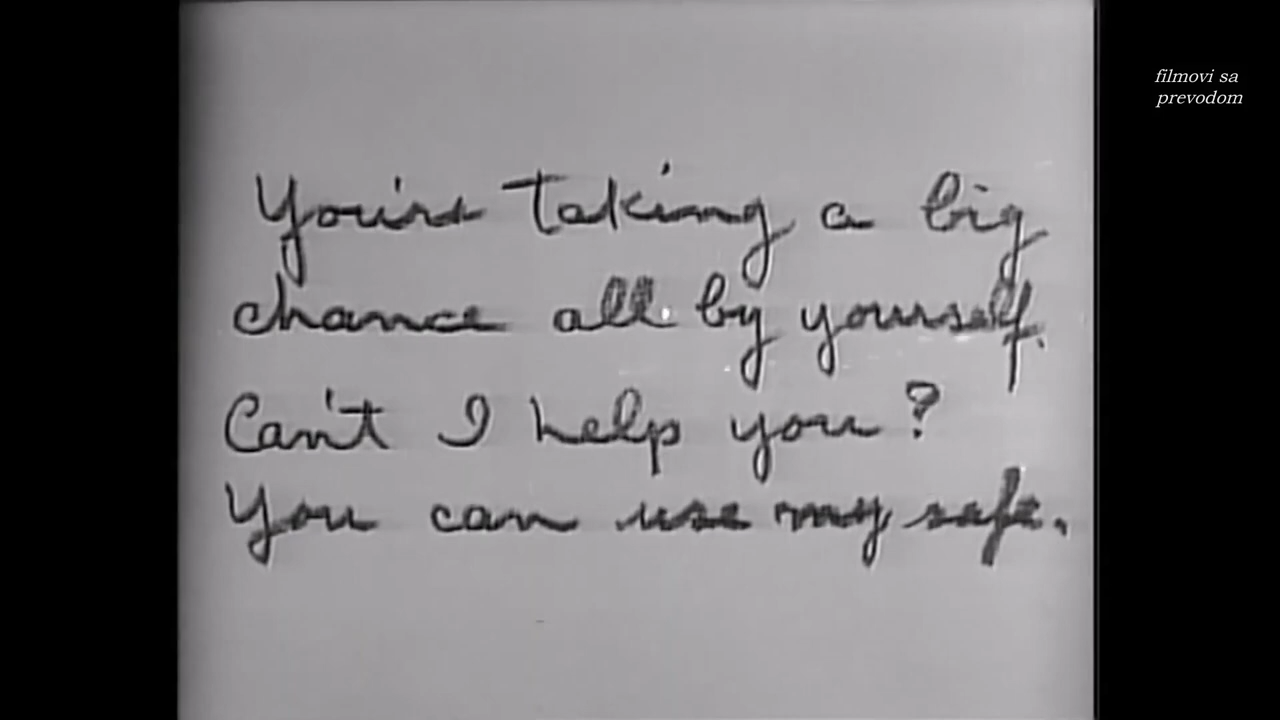 filmovi sa
prevodom
You're taking a big
chance all by yourself.
Can't I help you?
You can use my safe.